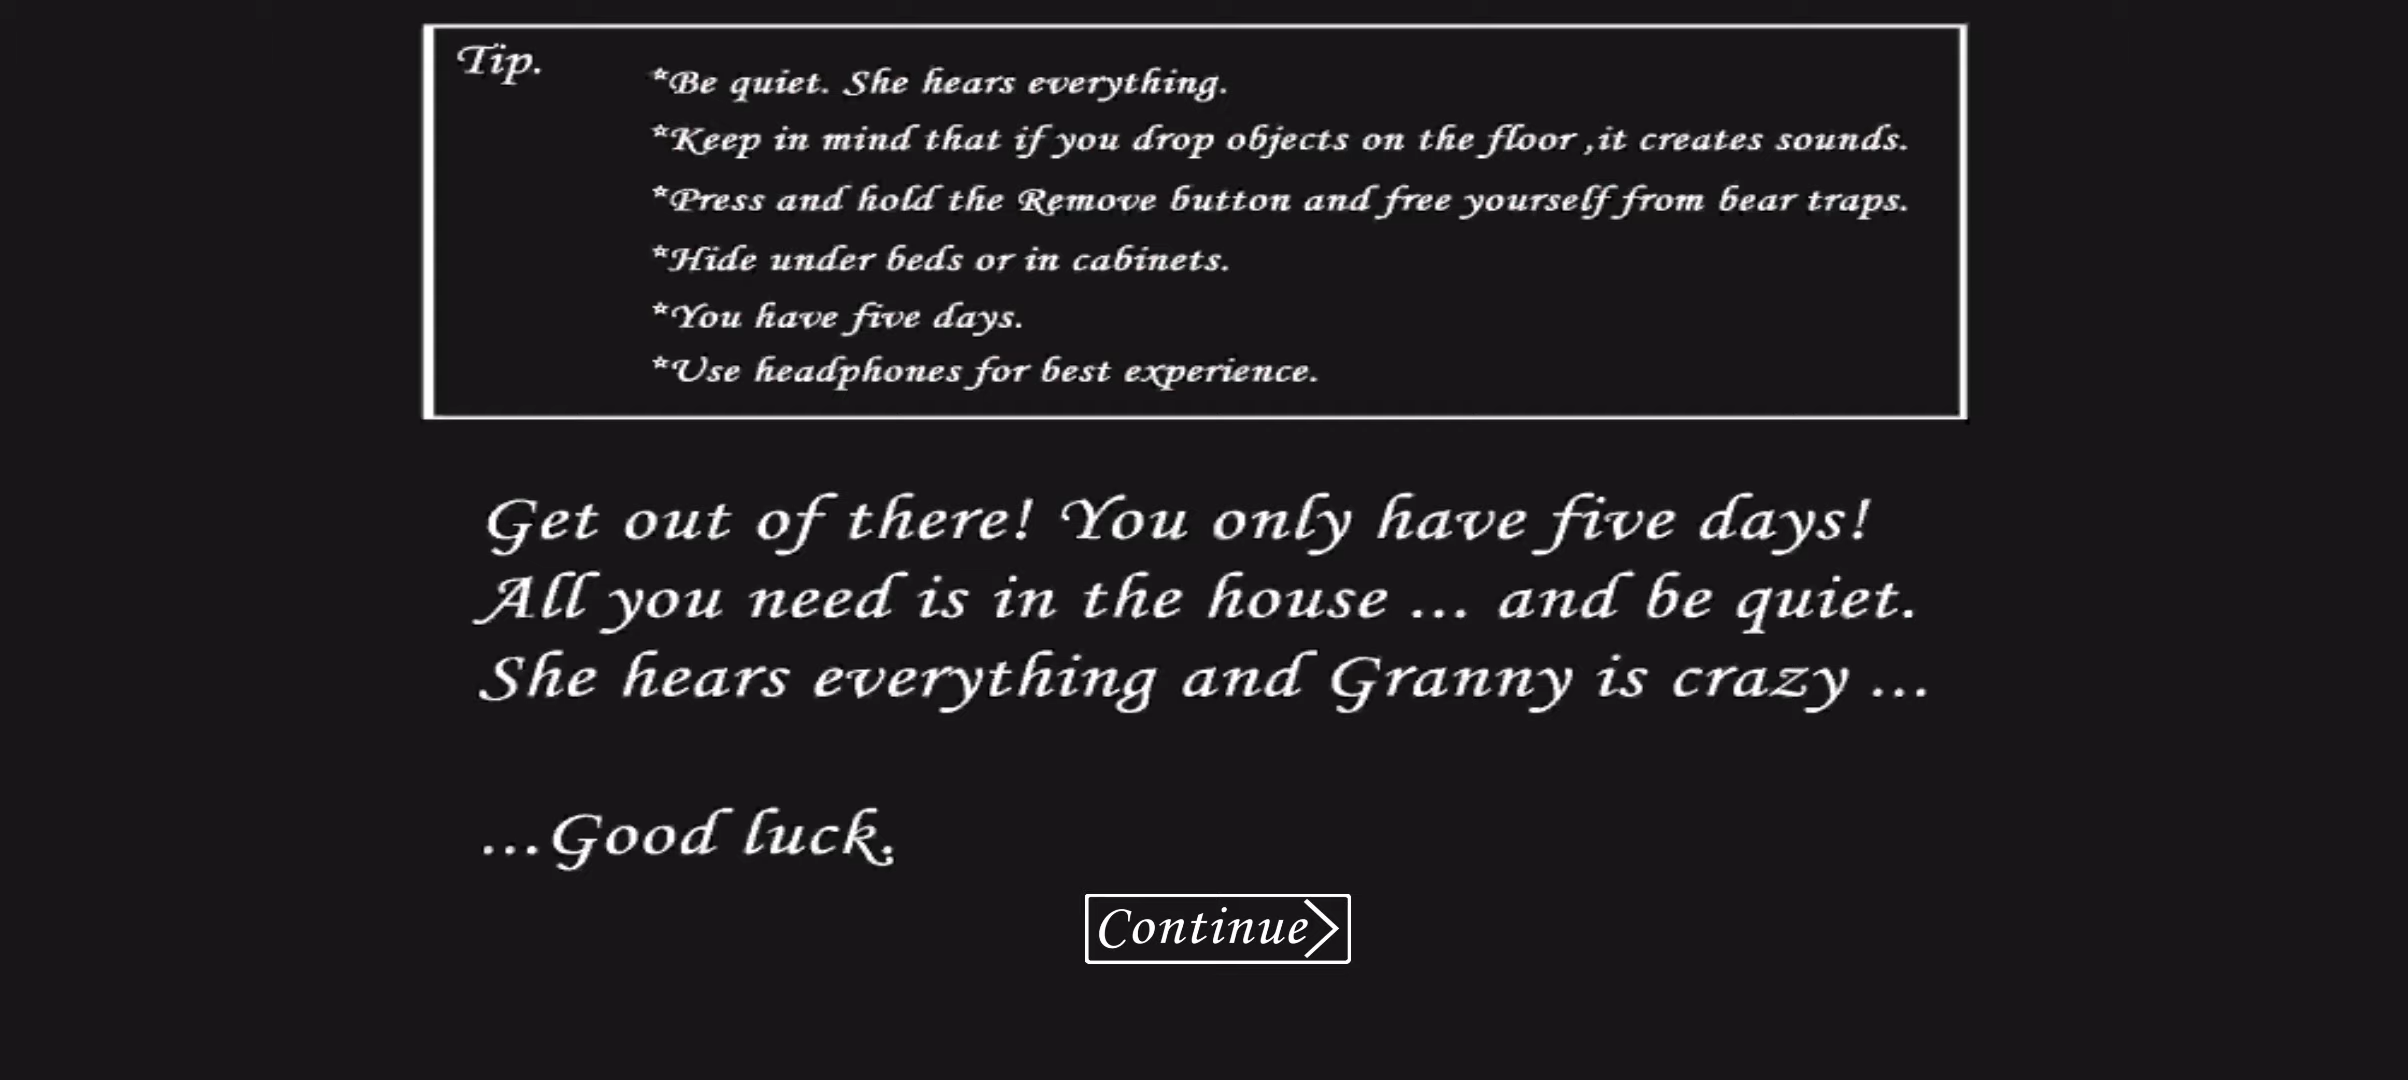 Tip.
*Be quiet. She hears everything.
*Keep in mind that if you drop objects on the floor ,it creates sounds.
*Press and hold the Remove button and free yourself from bear traps.
*Hide under beds or in cabinets.
*You have five days.
*Use headphones for best experience.
Get out of there! You only have five days!
All you need is in the house ... and be quiet.
She hears everything and Granny is crazy ...
...Good luck.
Continue>